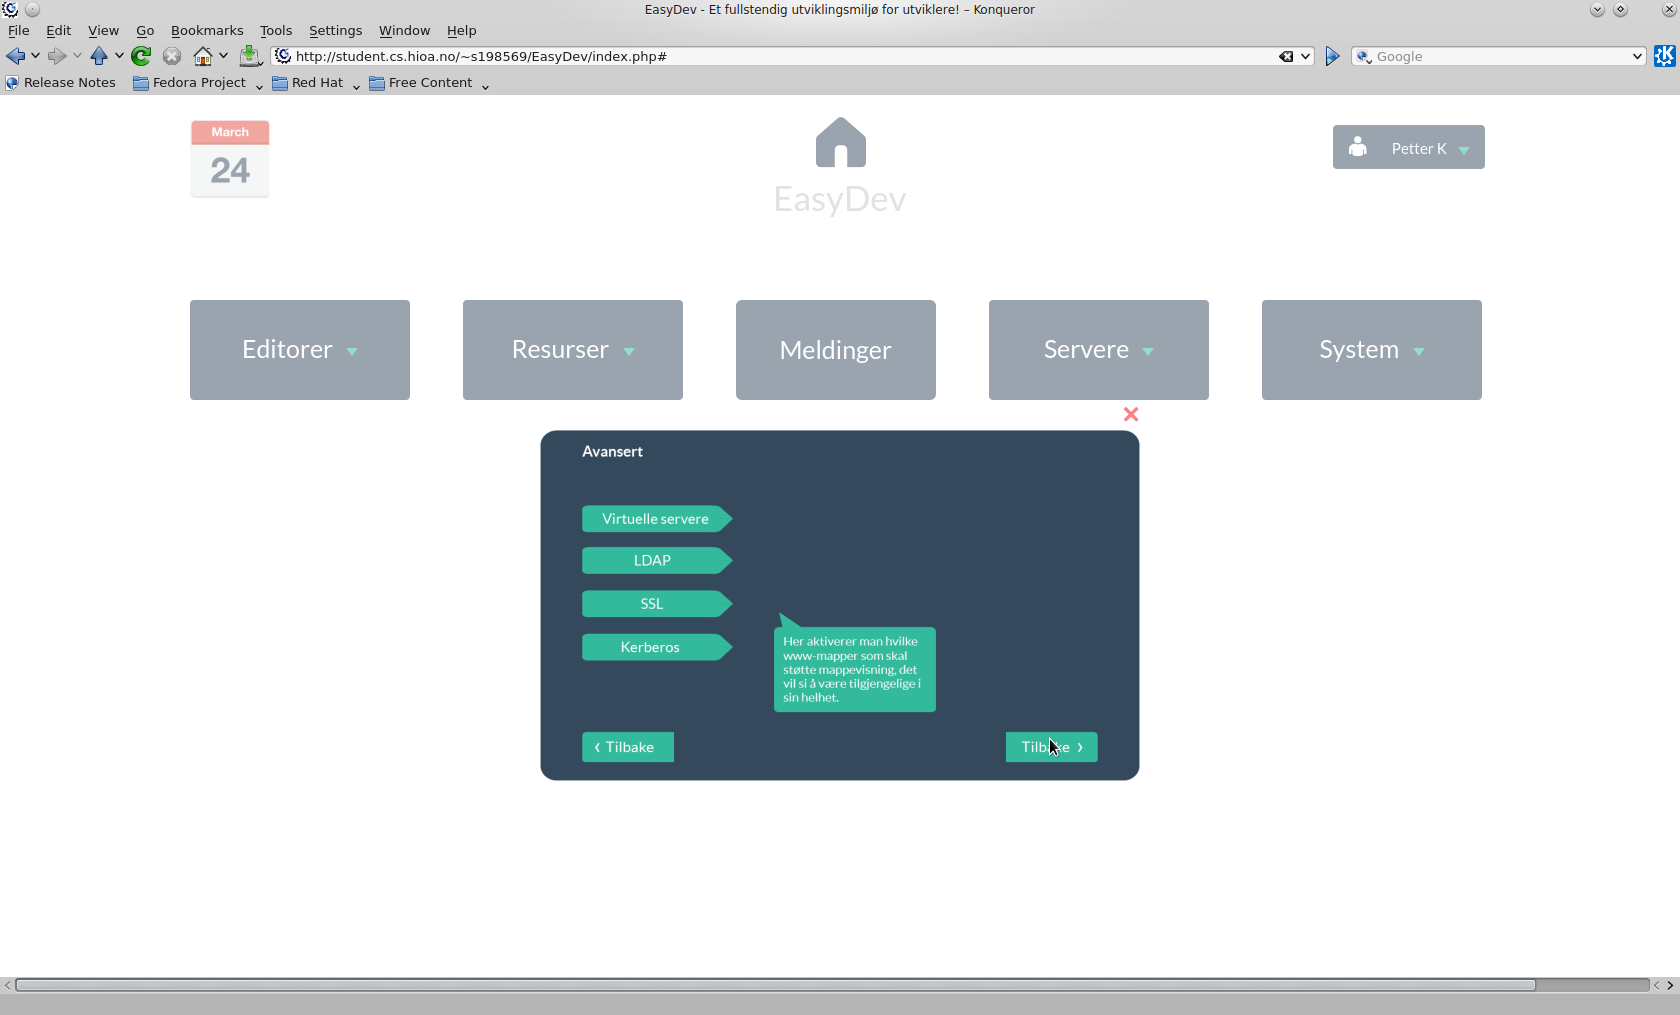 EasyDev - Et fullstendig utviklingsmiljø for utviklere! – Konqueror
File Edit View Go Bookmarks Tools Settings Window Help
http://student.cs.hioa.no/~s198569/EasyDev/index.php#
Google
Release Notes Fedora Project Red Hat Free Content
March
24
EasyDev
Petter K
Editorer Resurser Meldinger Servere System
Avansert
Virtuelle servere
LDAP
SSL
Kerberos
Her aktiverer man hvilke
www-mapper som skal
støtte mappevisning, det
vil si å være tilgjengelige i
sin helhet.
‹ Tilbake
Tilbake ›